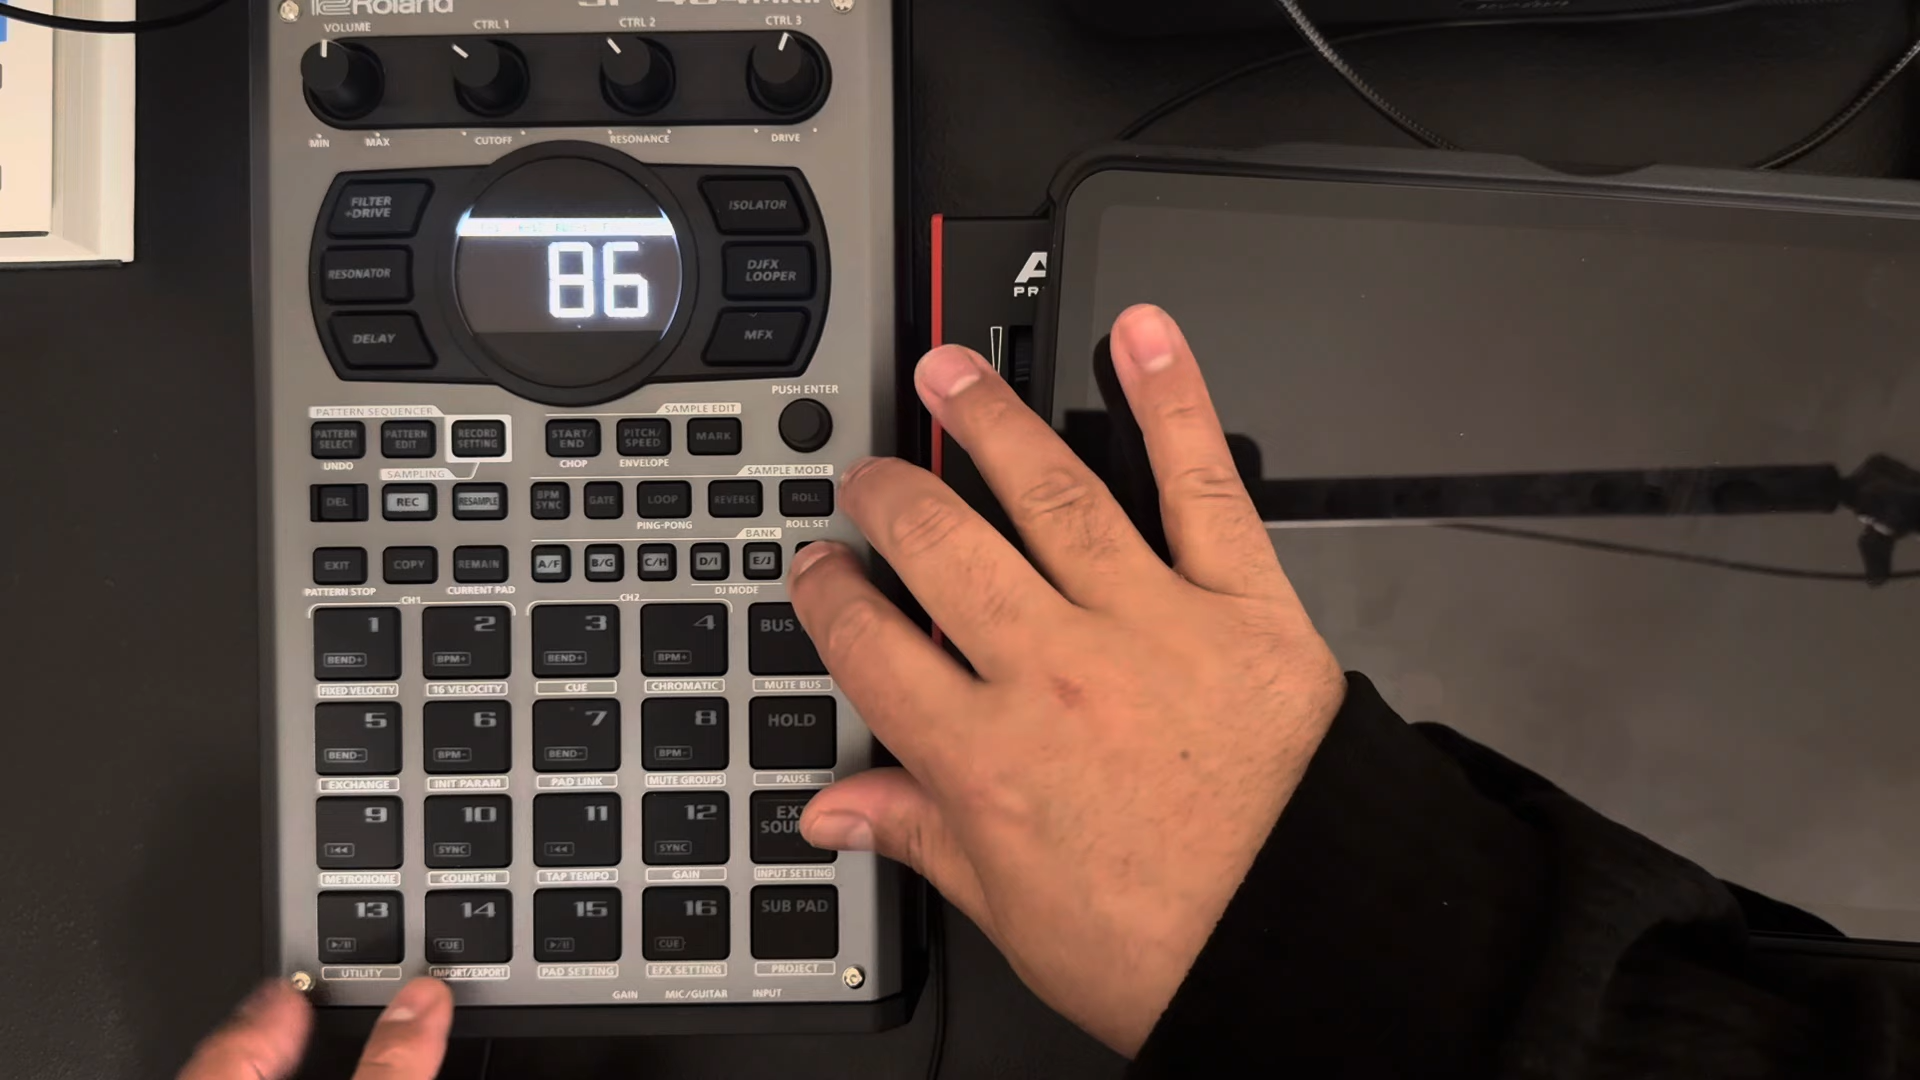 Roland
VOLUME CTRL 1 CTRL 2 CTRL 3
MIN MAX CUTOFF RESONANCE DRIVE
FILTER
+DRIVE
ISOLATOR
RESONATOR
DJFX
LOOPER
DELAY
MFX
86
PUSH ENTER
PATTERN SEQUENCER SAMPLE EDIT
PATTERN
SELECT
PATTERN
EDIT
RECORD
SETTING
START/
END
PITCH/
SPEED
MARK
UNDO CHOP ENVELOPE
SAMPLING SAMPLE MODE
DEL REC RESAMPLE
BPM
SYNC
GATE LOOP REVERSE ROLL
PING-PONG ROLL SET
BANK
EXIT COPY REMAIN A/F B/G C/H D/I E/J
PATTERN STOP CURRENT PAD DJ MODE
CH1 CH2
1 2 3 4 BUS
BEND+ BPM+ BEND+ BPM+
FIXED VELOCITY 16 VELOCITY CUE CHROMATIC MUTE BUS
5 6 7 8 HOLD
BEND- BPM- BEND- BPM-
EXCHANGE INIT PARAM PAD LINK MUTE GROUPS PAUSE
9 10 11 12
SYNC SYNC
METRONOME COUNT-IN TAP TEMPO GAIN INPUT SETTING
13 14 15 16 SUB PAD
CUE CUE
UTILITY IMPORT/EXPORT PAD SETTING EFX SETTING PROJECT
GAIN MIC/GUITAR INPUT